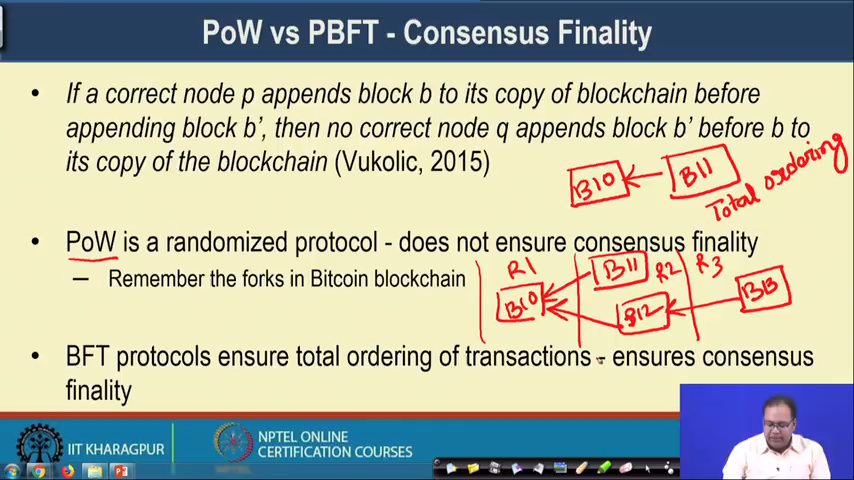 PoW vs PBFT - Consensus Finality
• If a correct node p appends block b to its copy of blockchain before
appending block b', then no correct node q appends block b' before b to
its copy of the blockchain (Vukolic, 2015)
B10
B11
Total ordering
• PoW is a randomized protocol - does not ensure consensus finality
– Remember the forks in Bitcoin blockchain
R1
B11
R2
R3
B10
B12
B13
• BFT protocols ensure total ordering of transactions - ensures consensus
finality
IIT KHARAGPUR
NPTEL ONLINE
CERTIFICATION COURSES